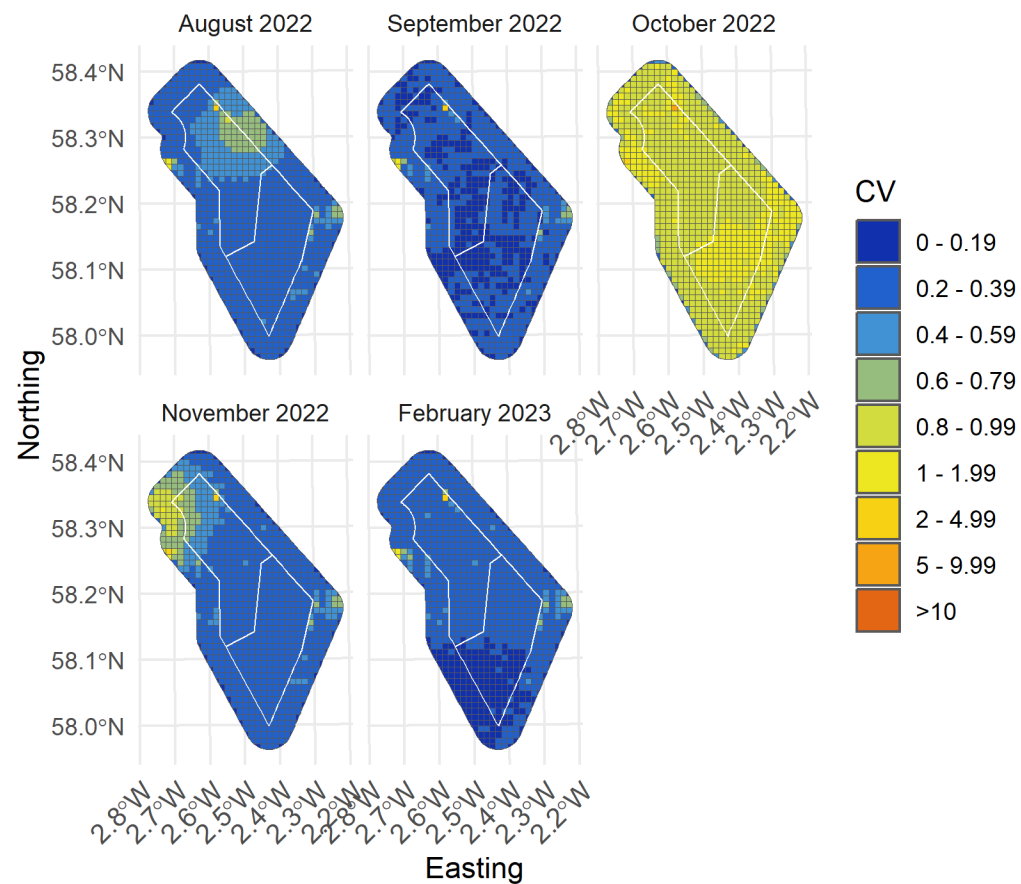 August 2022
September 2022
October 2022
58.4°N
58.3°N
58.2°N
58.1°N
58.0°N
2.8°W
2.7°W
2.6°W
2.5°W
2.4°W
2.3°W
2.2°W
November 2022
February 2023
58.4°N
58.3°N
58.2°N
58.1°N
58.0°N
2.8°W
2.7°W
2.6°W
2.5°W
2.4°W
2.3°W
2.2°W
2.8°W
2.7°W
2.6°W
2.5°W
2.4°W
2.3°W
2.2°W
Northing
Easting
CV
0 - 0.19
0.2 - 0.39
0.4 - 0.59
0.6 - 0.79
0.8 - 0.99
1 - 1.99
2 - 4.99
5 - 9.99
>10